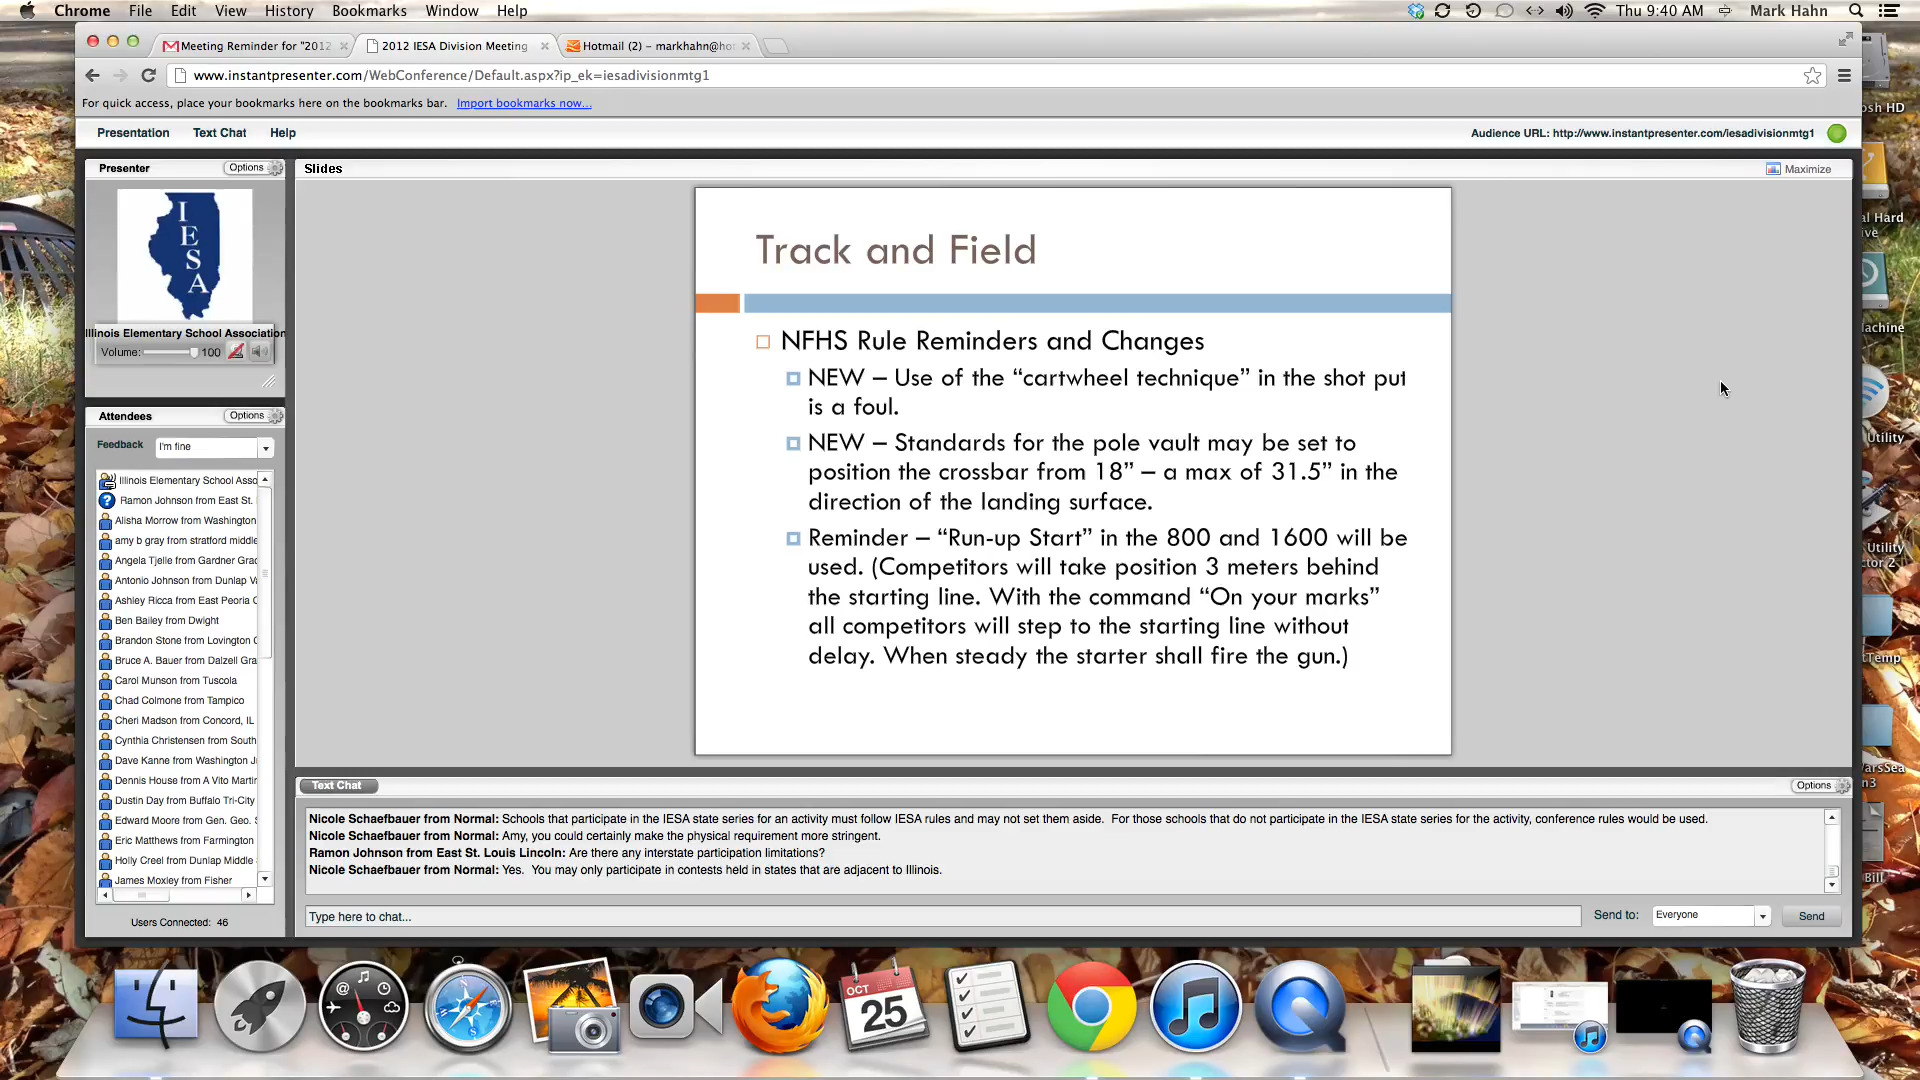 Chrome File Edit View History Bookmarks Window Help
Thu 9:40 AM Mark Hahn
Meeting Reminder for "2012
2012 IESA Division Meeting
Hotmail (2) - markhahn@hot
www.instantpresenter.com/WebConference/Default.aspx?ip_ek=iesadivisionmtg1
For quick access, place your bookmarks here on the bookmarks bar. Import bookmarks now...
Presentation Text Chat Help
Audience URL: http://www.instantpresenter.com/iesadivisionmtg1
Presenter Options
I
E
S
A
Illinois Elementary School Association
Volume: 100
Attendees Options
Feedback I'm fine
Illinois Elementary School Asso
Ramon Johnson from East St.
Alisha Morrow from Washington
amy b gray from stratford middle
Angela Tjelle from Gardner Gra
Antonio Johnson from Dunlap Va
Ashley Ricca from East Peoria C
Ben Bailey from Dwight
Brandon Stone from Lovington C
Bruce A. Bauer from Dalzell Gra
Carol Munson from Tuscola
Chad Colmone from Tampico
Cheri Madson from Concord, IL
Cynthia Christensen from South
Dave Kanne from Washington J
Dennis House from A Vito Martin
Dustin Day from Buffalo Tri-City
Edward Moore from Gen. Geo. S
Eric Matthews from Farmington
Holly Creel from Dunlap Middle
James Moxley from Fisher
Users Connected: 46
Slides
Maximize
Track and Field
NFHS Rule Reminders and Changes
NEW – Use of the “cartwheel technique” in the shot put
is a foul.
NEW – Standards for the pole vault may be set to
position the crossbar from 18” – a max of 31.5” in the
direction of the landing surface.
Reminder – “Run-up Start” in the 800 and 1600 will be
used. (Competitors will take position 3 meters behind
the starting line. With the command “On your marks”
all competitors will step to the starting line without
delay. When steady the starter shall fire the gun.)
Text Chat
Options
Nicole Schaefbauer from Normal: Schools that participate in the IESA state series for an activity must follow IESA rules and may not set them aside. For those schools that do not participate in the IESA state series for the activity, conference rules would be used.
Nicole Schaefbauer from Normal: Amy, you could certainly make the physical requirement more stringent.
Ramon Johnson from East St. Louis Lincoln: Are there any interstate participation limitations?
Nicole Schaefbauer from Normal: Yes. You may only participate in contests held in states that are adjacent to Illinois.
Type here to chat...
Send to: Everyone Send
osh HD
al Hard
ive
achine
Utility
Utility
ctor 2
tTemp
arsSea
n3
Bill
OCT
25